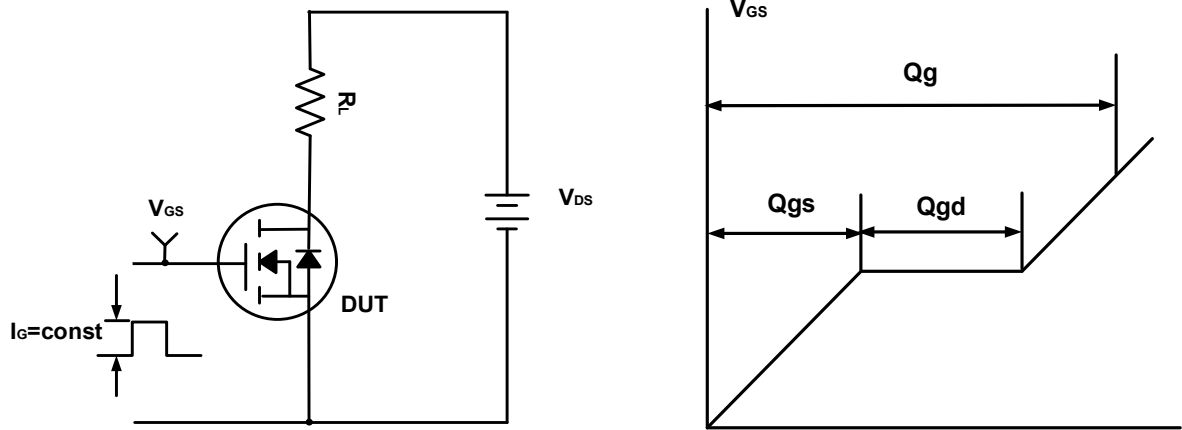 RL
VGS
VDS
DUT
IG=const
VGS
Qg
Qgs
Qgd